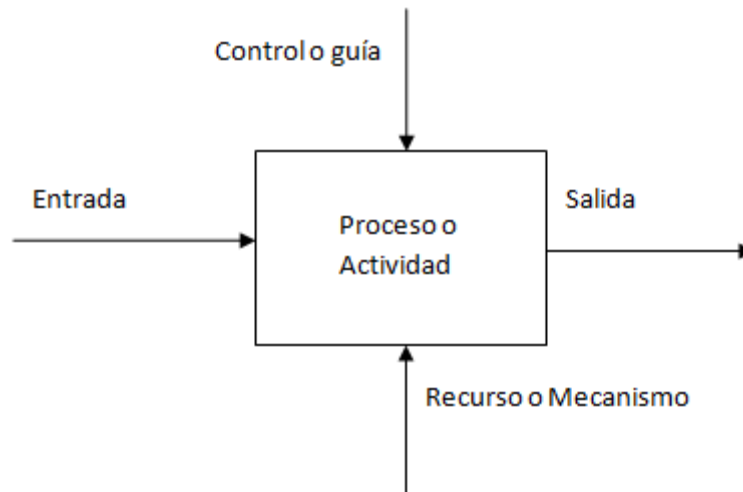 Control o guía
Entrada
Proceso o
Actividad
Salida
Recurso o Mecanismo